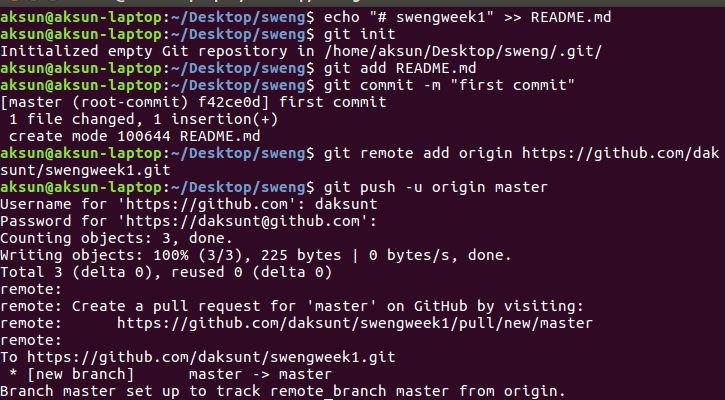 aksun@aksun-laptop:~/Desktop/sweng$ echo "# swengweek1" >> README.md
aksun@aksun-laptop:~/Desktop/sweng$ git init
Initialized empty Git repository in /home/aksun/Desktop/sweng/.git/
aksun@aksun-laptop:~/Desktop/sweng$ git add README.md
aksun@aksun-laptop:~/Desktop/sweng$ git commit -m "first commit"
[master (root-commit) f42ce0d] first commit
 1 file changed, 1 insertion(+)
 create mode 100644 README.md
aksun@aksun-laptop:~/Desktop/sweng$ git remote add origin https://github.com/dak
sunt/swengweek1.git
aksun@aksun-laptop:~/Desktop/sweng$ git push -u origin master
Username for 'https://github.com': daksunt
Password for 'https://daksunt@github.com':
Counting objects: 3, done.
Writing objects: 100% (3/3), 225 bytes | 0 bytes/s, done.
Total 3 (delta 0), reused 0 (delta 0)
remote:
remote: Create a pull request for 'master' on GitHub by visiting:
remote:      https://github.com/daksunt/swengweek1/pull/new/master
remote:
To https://github.com/daksunt/swengweek1.git
 * [new branch]      master -> master
Branch master set up to track remote branch master from origin.